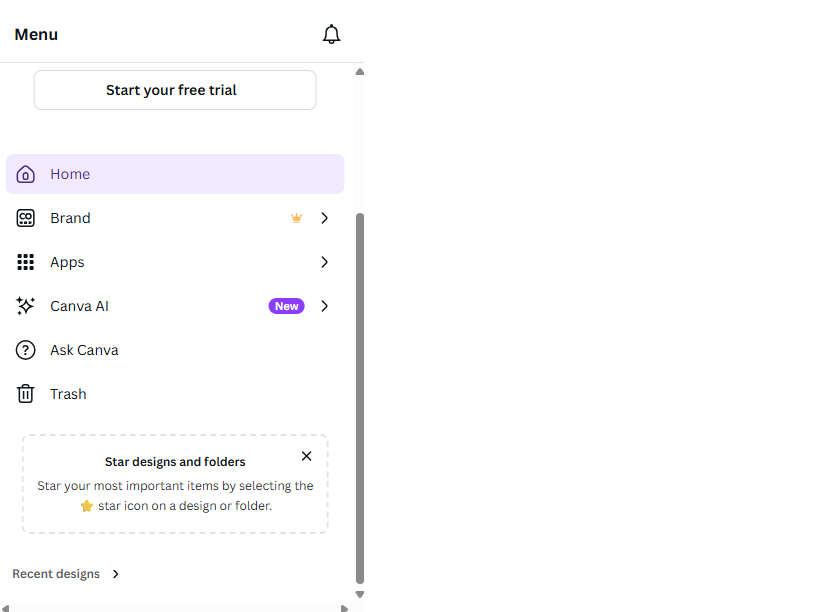 Menu
Start your free trial
Home
Brand
Apps
Canva AI
New
Ask Canva
Trash
Star designs and folders
Star your most important items by selecting the
⭐ star icon on a design or folder.
Recent designs